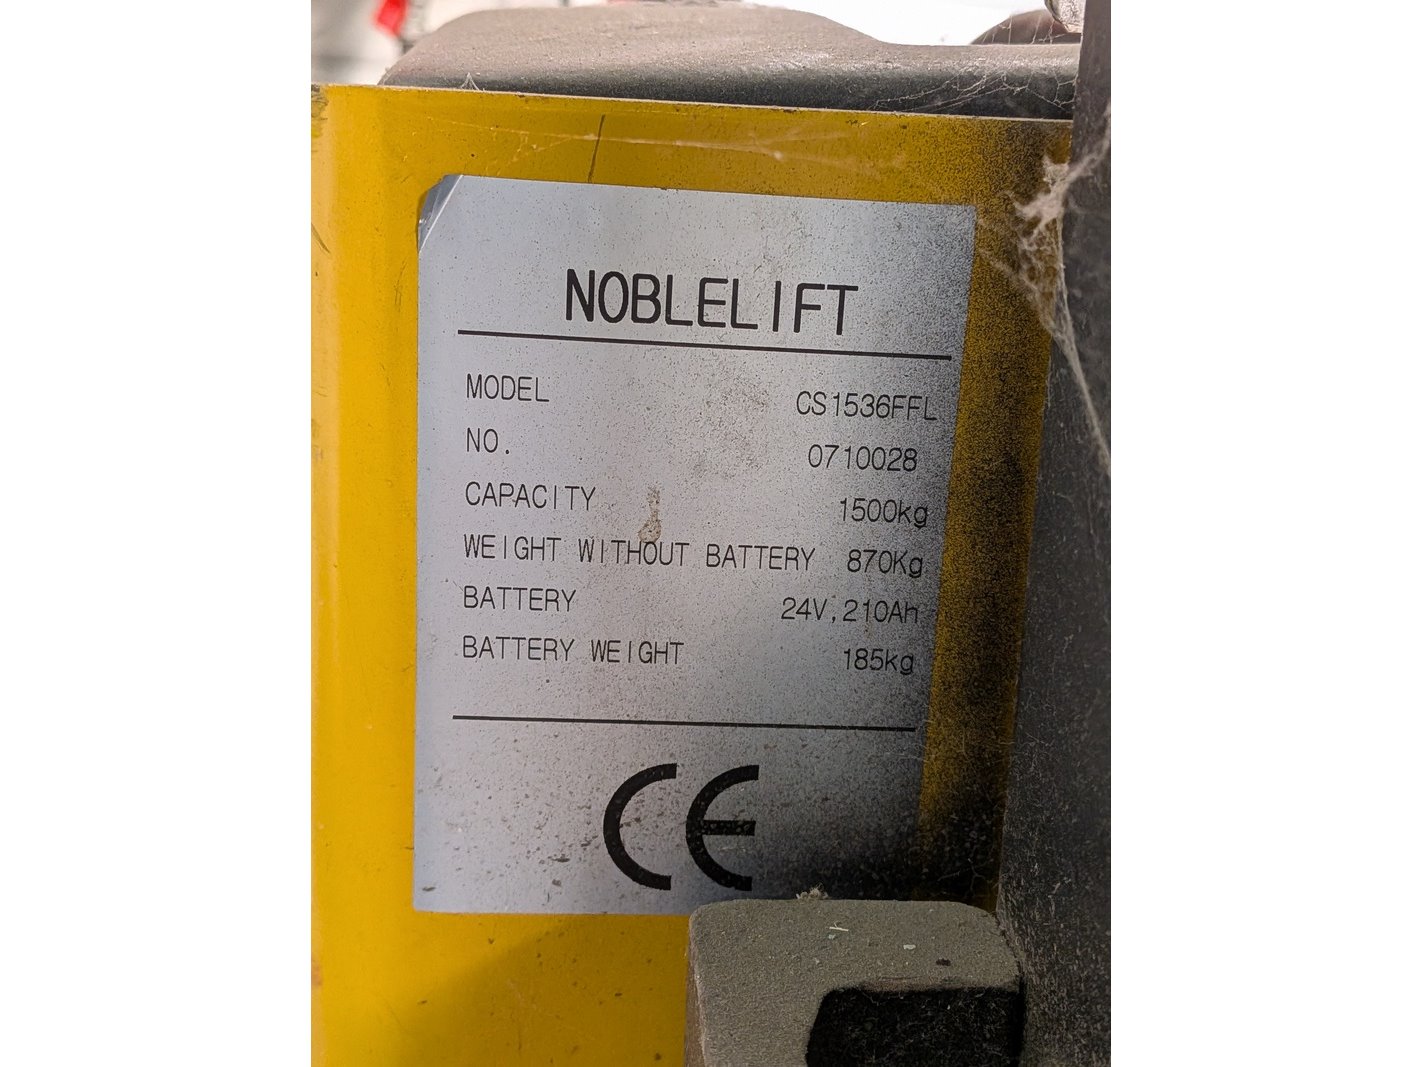 NOBLELIFT
MODEL CS1536FFL
NO. 0710028
CAPACITY 1500kg
WEIGHT WITHOUT BATTERY 870Kg
BATTERY 24V,210Ah
BATTERY WEIGHT 185kg
CE